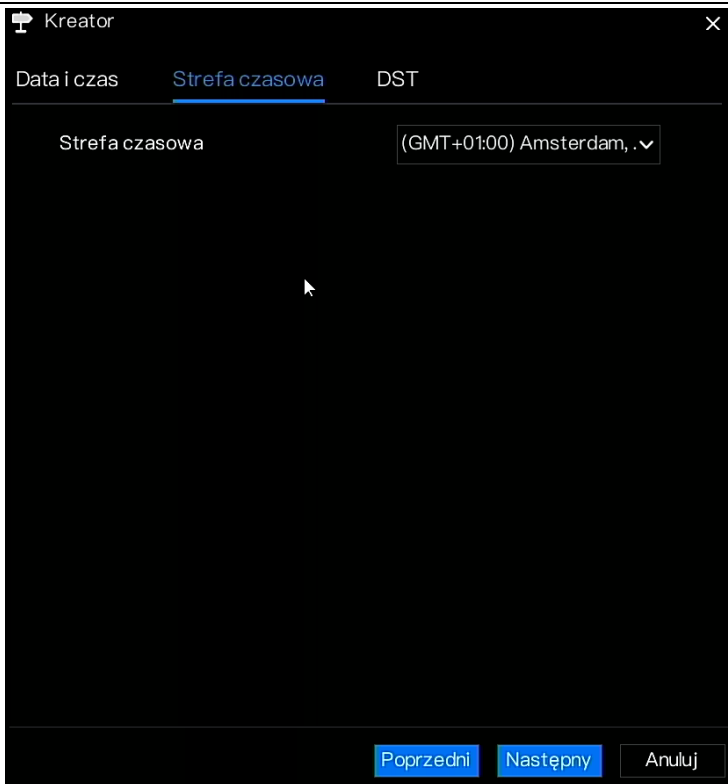 Kreator
Data i czas Strefa czasowa DST
Strefa czasowa (GMT+01:00) Amsterdam, .
Poprzedni Następny Anuluj